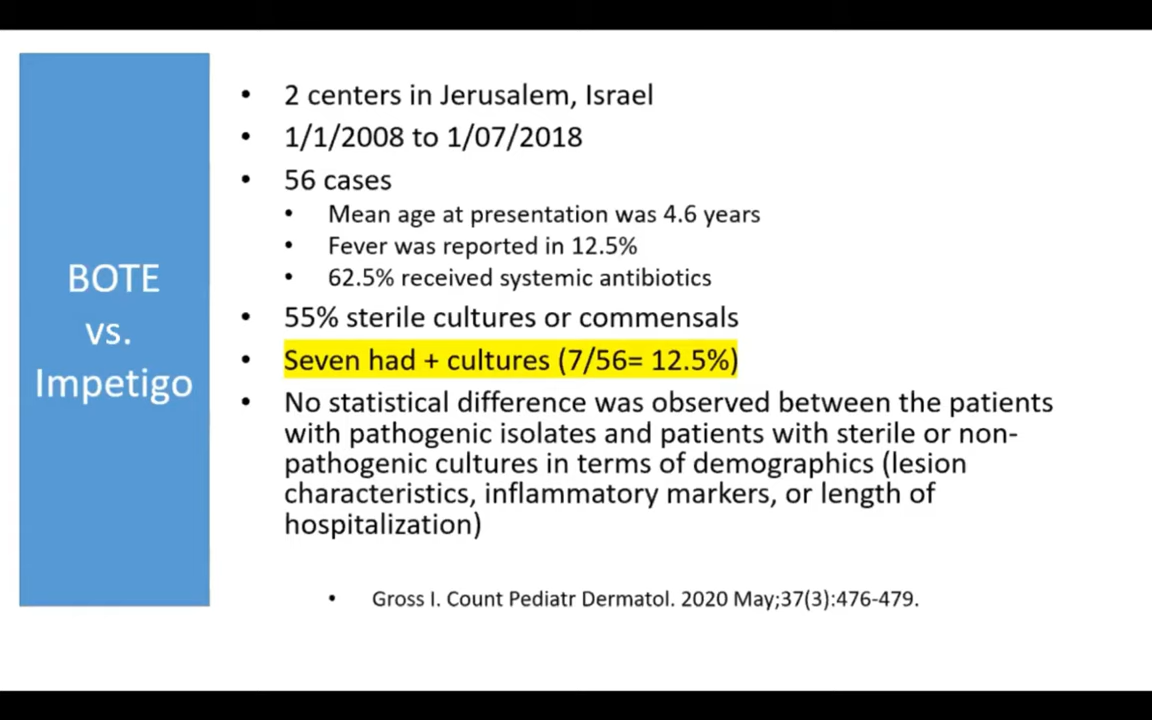 BOTE
vs.
Impetigo
• 2 centers in Jerusalem, Israel
• 1/1/2008 to 1/07/2018
• 56 cases
• Mean age at presentation was 4.6 years
• Fever was reported in 12.5%
• 62.5% received systemic antibiotics
• 55% sterile cultures or commensals
• Seven had + cultures (7/56= 12.5%)
• No statistical difference was observed between the patients
with pathogenic isolates and patients with sterile or non-
pathogenic cultures in terms of demographics (lesion
characteristics, inflammatory markers, or length of
hospitalization)
• Gross I. Count Pediatr Dermatol. 2020 May;37(3):476-479.